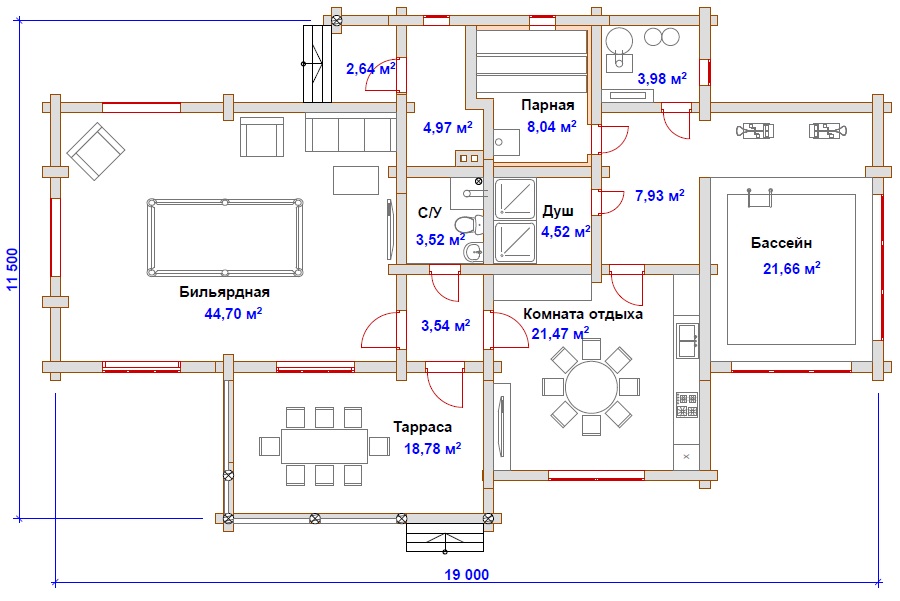 2,64 м²
3,98 м²
Парная
8,04 м²
4,97 м²
7,93 м²
С/У
3,52 м²
Душ
4,52 м²
Бассейн
21,66 м²
11 500
Бильярдная
44,70 м²
3,54 м²
Комната отдыха
21,47 м²
Тарраса
18,78 м²
19 000